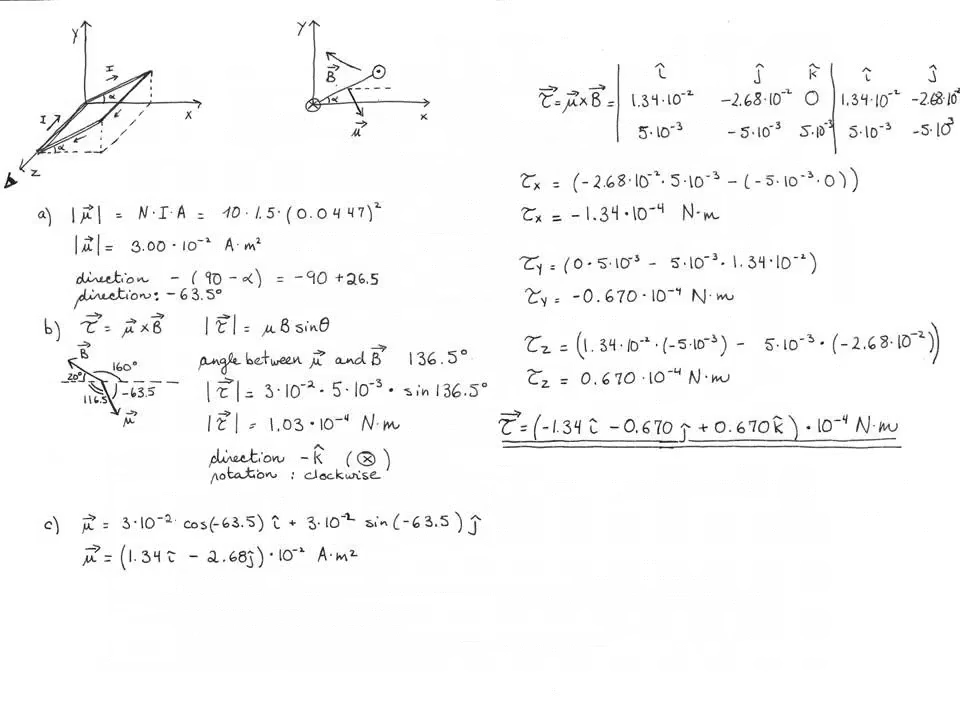 y
I
α
x
I
α
z
y
B⃗
α
x
μ⃗
a) |μ⃗| = N·I·A = 10·1.5·(0.0447)²
|μ⃗| = 3.00·10⁻² A·m²
direction -(90-α) = -90+26.5
direction: -63.5°
b) τ⃗ = μ⃗ x B⃗ |τ⃗| = μ B sinθ
B⃗
160°
20°
-63.5
116.5
μ⃗
angle between μ⃗ and B⃗ 136.5°
|τ⃗| = 3·10⁻²·5·10⁻³·sin 136.5°
|τ⃗| = 1.03·10⁻⁴ N·m
direction -k̂ (⊗)
rotation : clockwise
c) μ⃗ = 3·10⁻²·cos(-63.5) î + 3·10⁻² sin(-63.5) ĵ
μ⃗ = (1.34î - 2.68ĵ)·10⁻² A·m²
î ĵ k̂ î ĵ
τ⃗ = μ⃗ x B⃗ = | 1.34·10⁻² -2.68·10⁻² 0 | 1.34·10⁻² -2.68·10²
5·10⁻³ -5·10⁻³ 5·10⁻³ | 5·10⁻³ -5·10³
τx = (-2.68·10⁻²·5·10⁻³ - (-5·10⁻³·0))
τx = -1.34·10⁻⁴ N·m
τy = (0·5·10⁻³ - 5·10⁻³·1.34·10⁻²)
τy = -0.670·10⁻⁴ N·m
τz = (1.34·10⁻²·(-5·10⁻³) - 5·10⁻³·(-2.68·10⁻²))
τz = 0.670·10⁻⁴ N·m
τ⃗ = (-1.34 î - 0.670 ĵ + 0.670 k̂)·10⁻⁴ N·m